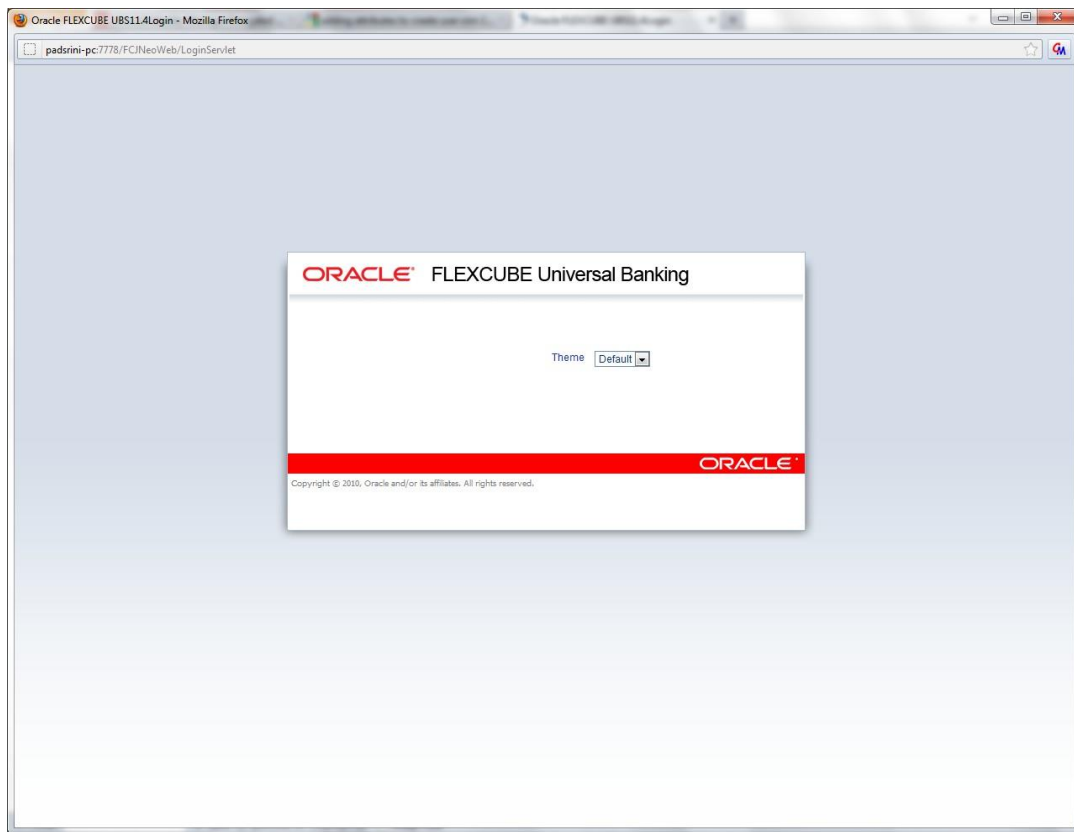 Oracle FLEXCUBE UBS11.4Login - Mozilla Firefox
padsrini-pc:7778/FCJNeoWeb/LoginServlet
ORACLE® FLEXCUBE Universal Banking
Theme Default
ORACLE
Copyright © 2010, Oracle and/or its affiliates. All rights reserved.